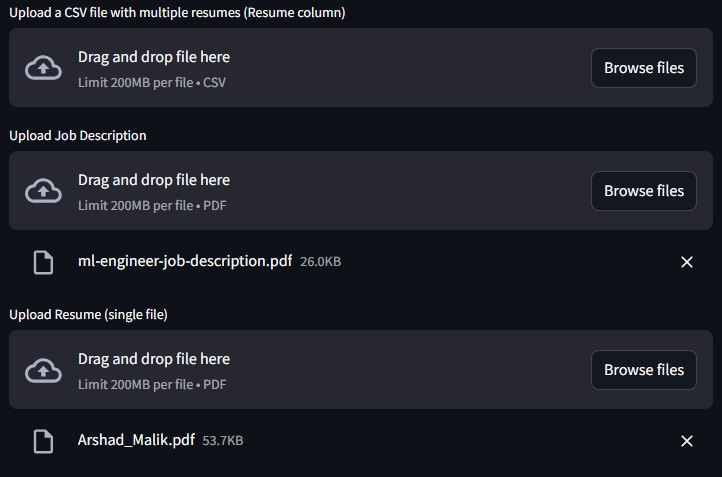 Upload a CSV file with multiple resumes (Resume column)
Drag and drop file here
Limit 200MB per file • CSV
Browse files
Upload Job Description
Drag and drop file here
Limit 200MB per file • PDF
Browse files
ml-engineer-job-description.pdf 26.0KB
Upload Resume (single file)
Drag and drop file here
Limit 200MB per file • PDF
Browse files
Arshad_Malik.pdf 53.7KB